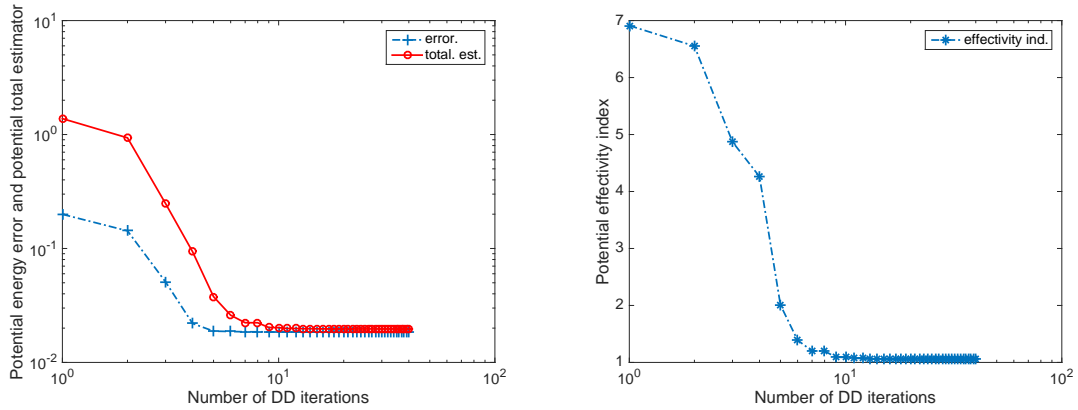 10^1
10^0
10^-1
10^-2
10^0
10^1
10^2
Number of DD iterations
Potential energy error and potential total estimator
error.
total. est.
7
6
5
4
3
2
1
10^0
10^1
10^2
Number of DD iterations
Potential effectivity index
effectivity ind.